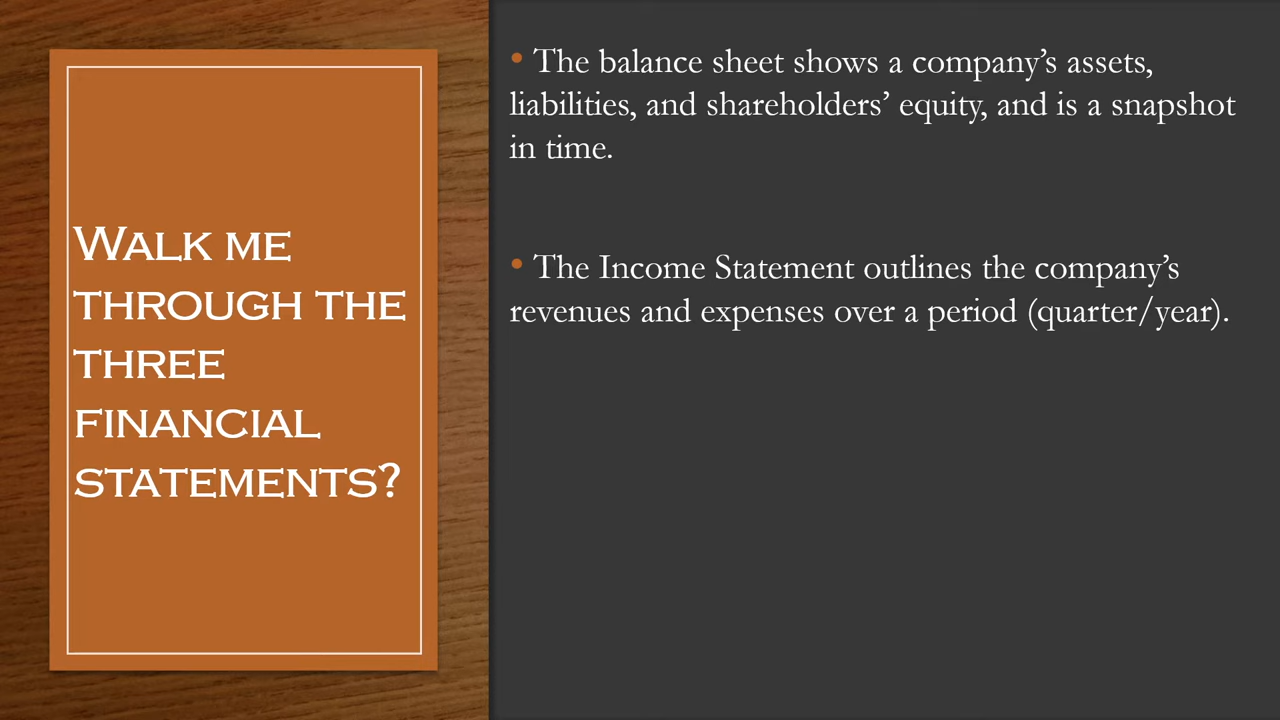 Walk me
through the
three
financial
statements?
• The balance sheet shows a company’s assets,
liabilities, and shareholders’ equity, and is a snapshot
in time.
• The Income Statement outlines the company’s
revenues and expenses over a period (quarter/year).